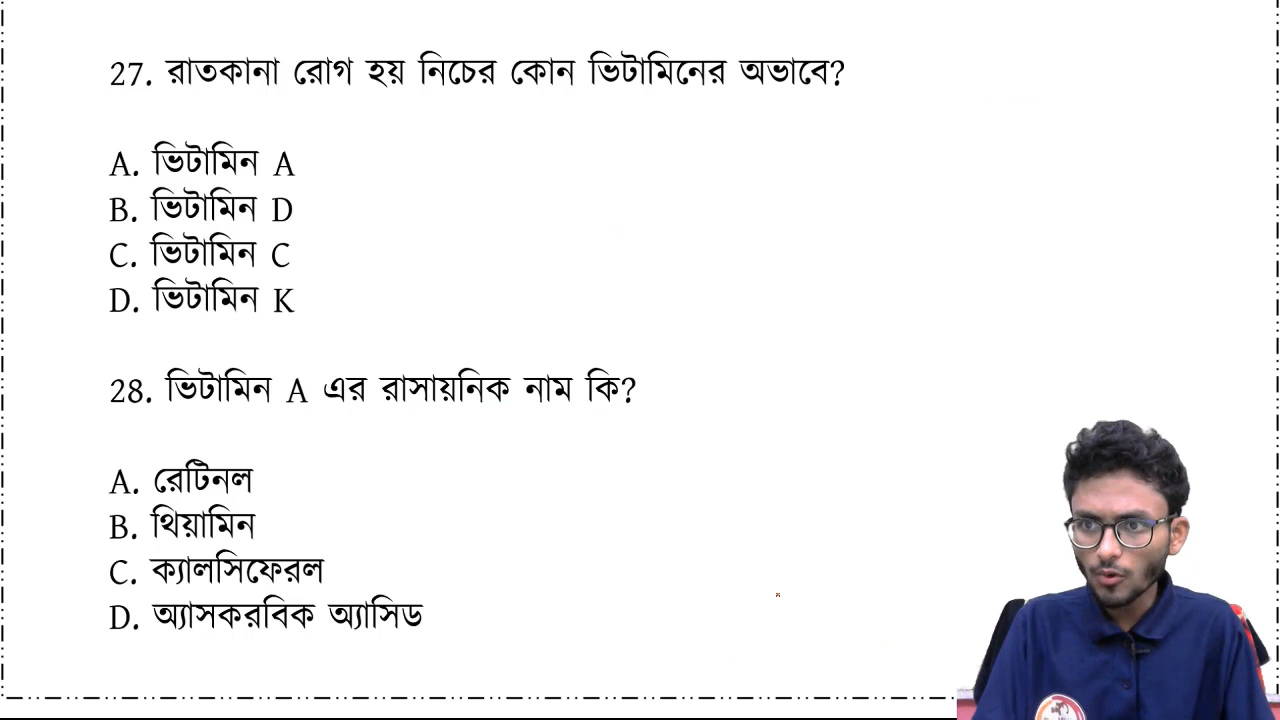 27. রাতকানা রোগ হয় নিচের কোন ভিটামিনের অভাবে?
A. ভিটামিন A
B. ভিটামিন D
C. ভিটামিন C
D. ভিটামিন K
28. ভিটামিন A এর রাসায়নিক নাম কি?
A. রেটিনল
B. থিয়ামিন
C. ক্যালসিফেরল
D. অ্যাসকরবিক অ্যাসিড